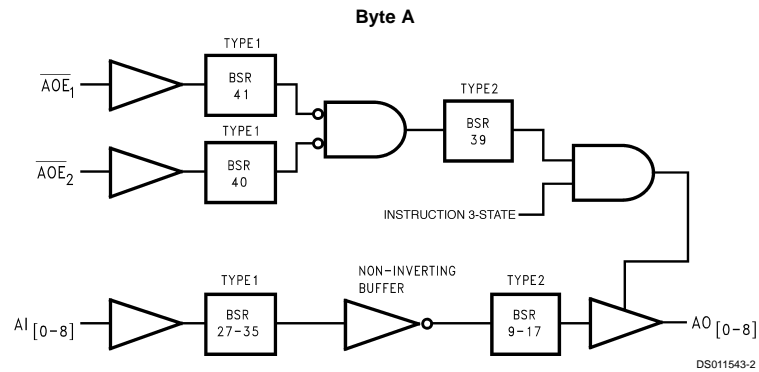 Byte A
TYPE1
AOE1
BSR
41
TYPE2
BSR
39
TYPE1
AOE2
BSR
40
INSTRUCTION 3-STATE
NON-INVERTING
BUFFER
TYPE1
TYPE2
AI[0-8]
BSR
27-35
BSR
9-17
AO[0-8]
DS011543-2